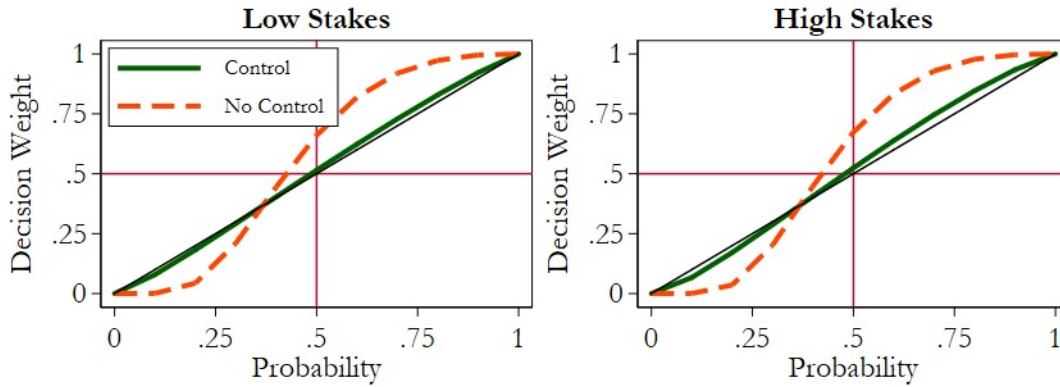 Low Stakes
Control
No Control
Decision Weight
1
.75
.5
.25
0
0 .25 .5 .75 1
Probability
High Stakes
Decision Weight
1
.75
.5
.25
0
0 .25 .5 .75 1
Probability